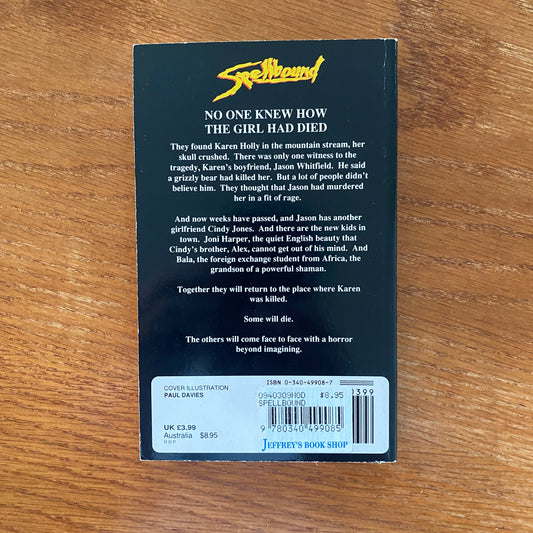 Spellbound
NO ONE KNEW HOW
THE GIRL HAD DIED
They found Karen Holly in the mountain stream, her
skull crushed. There was only one witness to the
tragedy, Karen's boyfriend, Jason Whitfield. He said
a grizzly bear had killed her. But a lot of people didn't
believe him. They thought that Jason had murdered
her in a fit of rage.
And now weeks have passed, and Jason has another
girlfriend Cindy Jones. And there are the new kids in
town. Joni Harper, the quiet English beauty that
Cindy's brother, Alex, cannot get out of his mind. And
Bala, the foreign exchange student from Africa, the
grandson of a powerful shaman.
Together they will return to the place where Karen
was killed.
Some will die.
The others will come face to face with a horror
beyond imagining.
COVER ILLUSTRATION
PAUL DAVIES
UK £3.99
Australia $8.95
R.R.P.
ISBN 0-340-49908-7
0940309HOD $8.95
SPELLBOUND
0399
9 780340 499085
JEFFREY'S BOOK SHOP